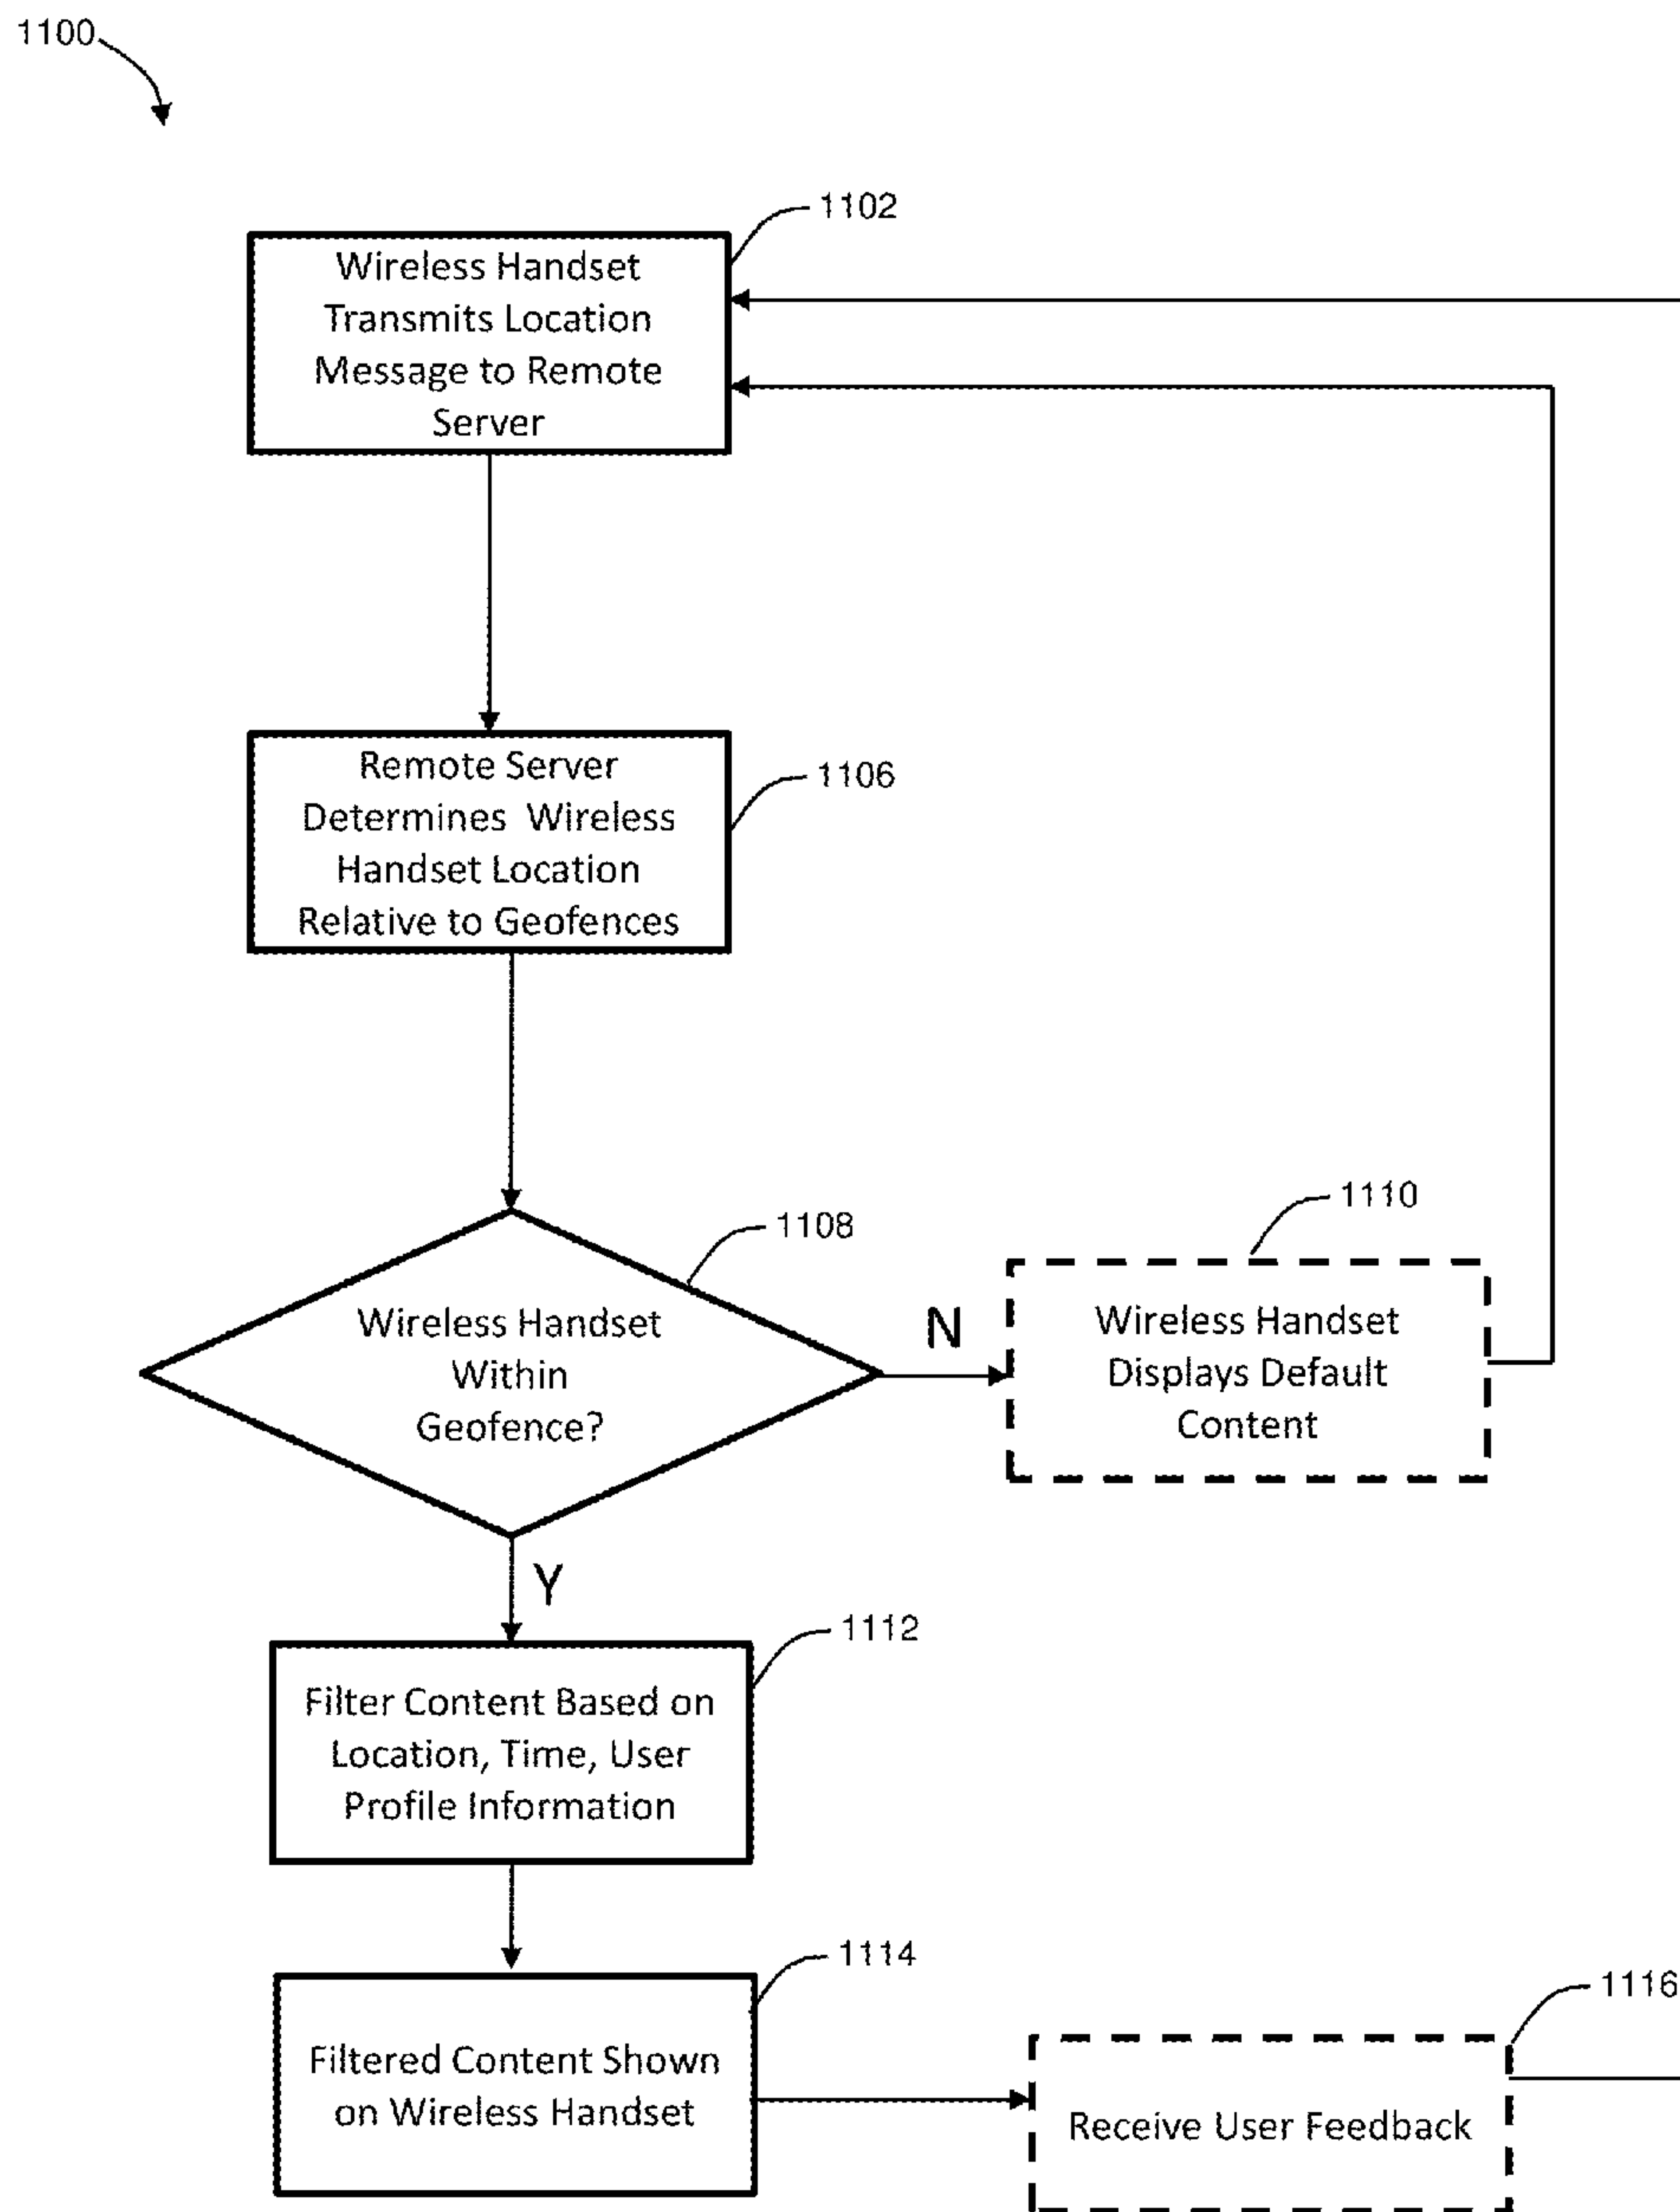 1100
1102
Wireless Handset
Transmits Location
Message to Remote
Server
1106
Remote Server
Determines Wireless
Handset Location
Relative to Geofences
1108
Wireless Handset
Within
Geofence?
N
1110
Wireless Handset
Displays Default
Content
Y
1112
Filter Content Based on
Location, Time, User
Profile Information
1114
Filtered Content Shown
on Wireless Handset
1116
Receive User Feedback